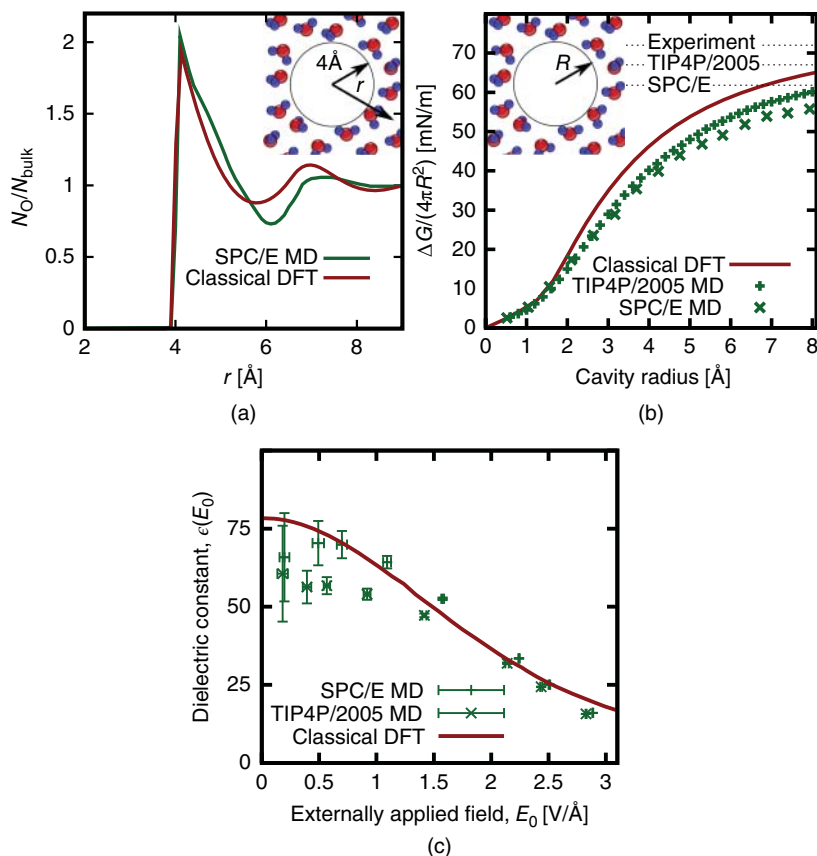 2
1.5
1
0.5
0
N_O/N_bulk
4Å
r
SPC/E MD
Classical DFT
2 4 6 8
r [Å]
(a)
70
60
50
40
30
20
10
0
ΔG/(4πR²) [mN/m]
R
Experiment
TIP4P/2005
SPC/E
Classical DFT
TIP4P/2005 MD
SPC/E MD
0 1 2 3 4 5 6 7 8
Cavity radius [Å]
(b)
75
50
25
0
Dielectric constant, ϵ(E₀)
SPC/E MD
TIP4P/2005 MD
Classical DFT
0 0.5 1 1.5 2 2.5 3
Externally applied field, E₀ [V/Å]
(c)